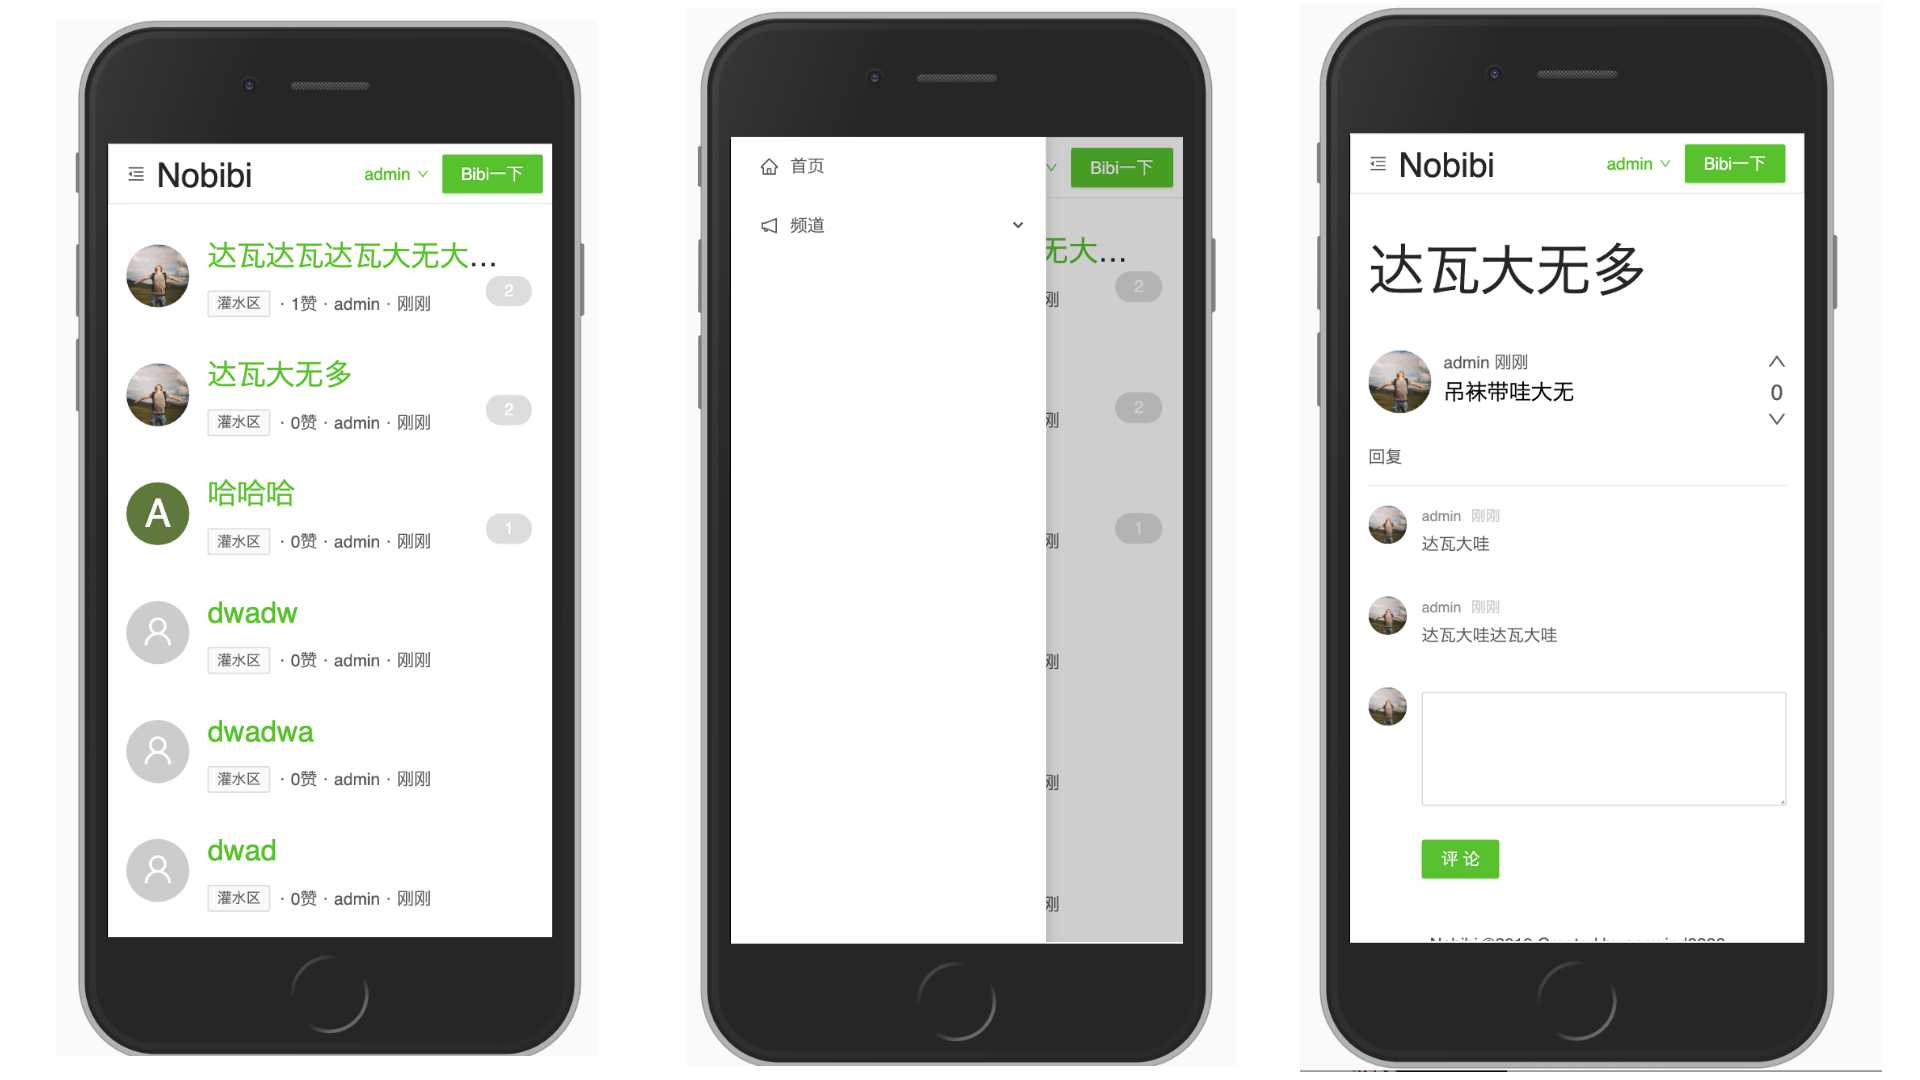 Nobibi admin Bibi一下
达瓦达瓦达瓦大无大...
灌水区 · 1赞 · admin · 刚刚
2
达瓦大无多
灌水区 · 0赞 · admin · 刚刚
2
哈哈哈
A
灌水区 · 0赞 · admin · 刚刚
1
dwadw
灌水区 · 0赞 · admin · 刚刚
dwadwa
灌水区 · 0赞 · admin · 刚刚
dwad
灌水区 · 0赞 · admin · 刚刚
首页
频道
Bibi一下
无大...
刚
2
刚
2
刚
1
刚
刚
刚
Nobibi admin Bibi一下
达瓦大无多
admin 刚刚
吊袜带哇大无
0
回复
admin 刚刚
达瓦大哇
admin 刚刚
达瓦大哇达瓦大哇
评 论